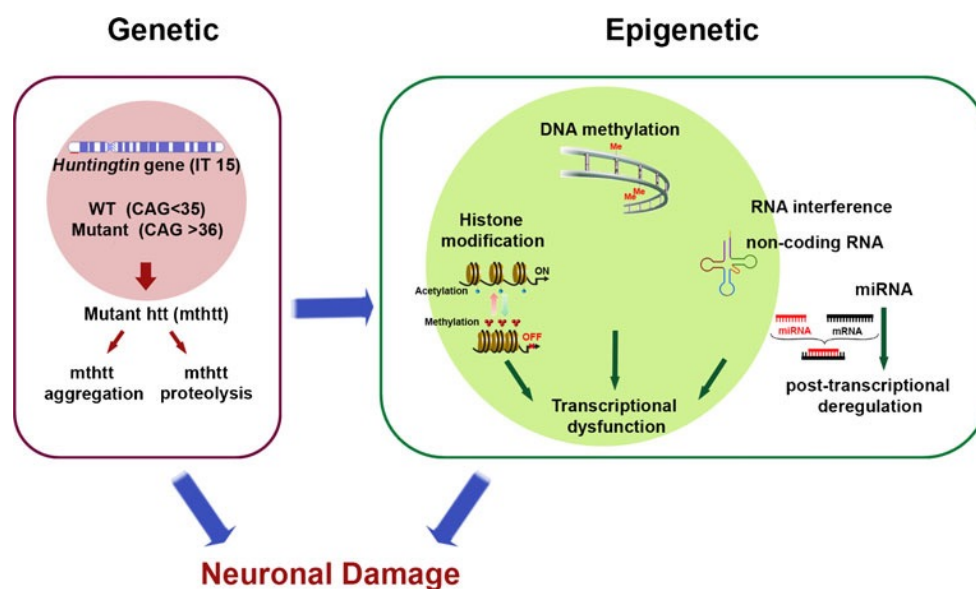 Genetic
Huntingtin gene (IT 15)
WT (CAG<35)
Mutant (CAG >36)
Mutant htt (mthtt)
mthtt
aggregation
mthtt
proteolysis
Epigenetic
DNA methylation
Me
Me
Me
Histone
modification
ON
Acetylation
Methylation
OFF
RNA interference
non-coding RNA
miRNA
miRNA
mRNA
post-transcriptional
deregulation
Transcriptional
dysfunction
Neuronal Damage